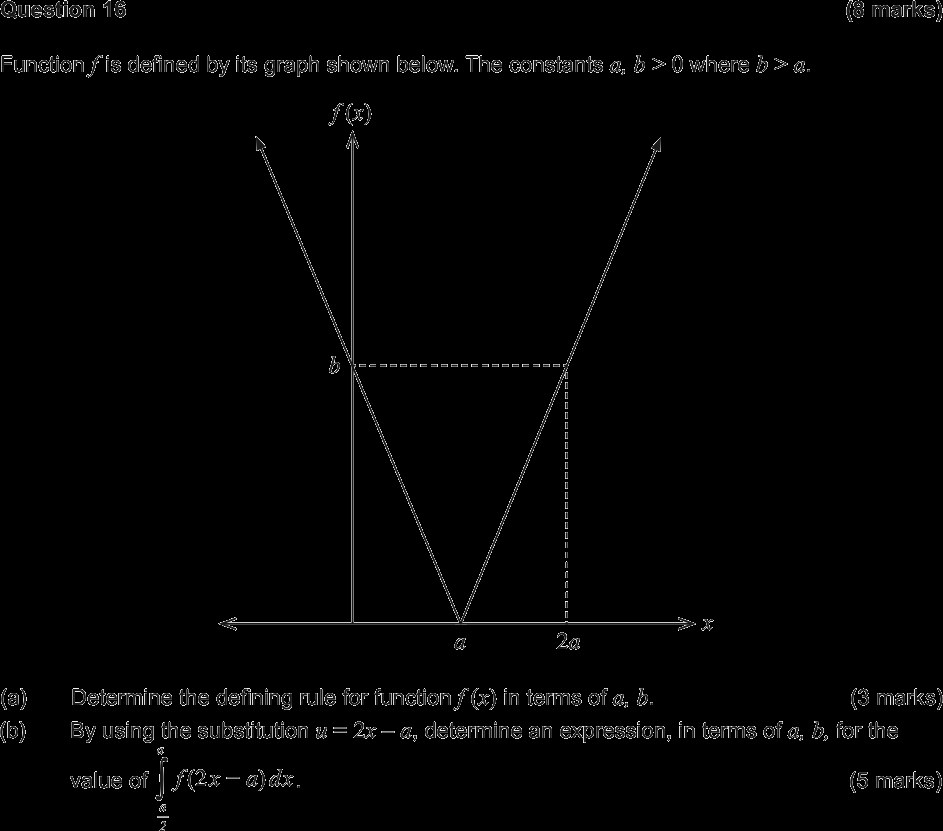 Question 16 (8 marks)
Function f is defined by its graph shown below. The constants a, b > 0 where b > a.
f (x)
b
x
a 2a
(a) Determine the defining rule for function f (x) in terms of a, b. (3 marks)
(b) By using the substitution u = 2x – a, determine an expression, in terms of a, b, for the
value of ∫_{a/2}^{a} f (2x − a) dx. (5 marks)